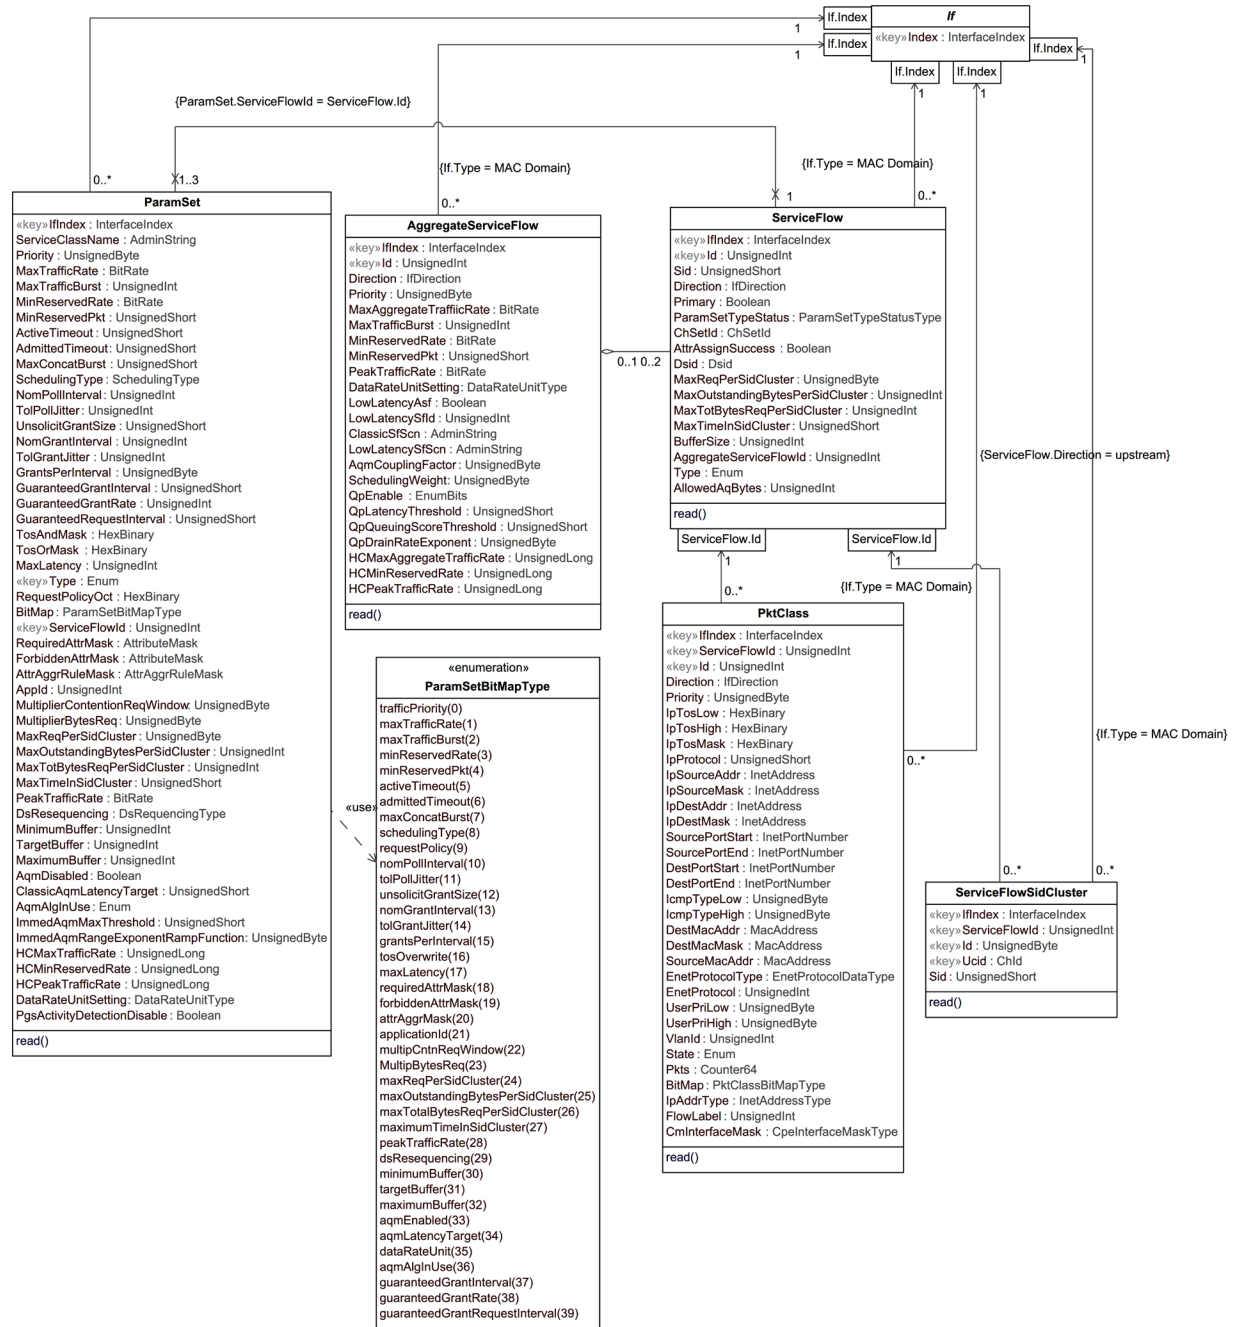 If.Index
If
1
«key»Index : InterfaceIndex
If.Index
1
If.Index
1
If.Index
If.Index
1
1
{ParamSet.ServiceFlowId = ServiceFlow.Id}
{If.Type = MAC Domain}
{If.Type = MAC Domain}
0..*
1..3
0..*
1
0..*
ParamSet
«key»IfIndex : InterfaceIndex
ServiceClassName : AdminString
Priority : UnsignedByte
MaxTrafficRate : BitRate
MaxTrafficBurst : UnsignedInt
MinReservedRate : BitRate
MinReservedPkt : UnsignedShort
ActiveTimeout : UnsignedShort
AdmittedTimeout : UnsignedShort
MaxConcatBurst : UnsignedShort
SchedulingType : SchedulingType
NomPollInterval : UnsignedInt
TolPollJitter : UnsignedInt
UnsolicitGrantSize : UnsignedShort
NomGrantInterval : UnsignedInt
TolGrantJitter : UnsignedInt
GrantsPerInterval : UnsignedByte
GuaranteedGrantInterval : UnsignedShort
GuaranteedGrantRate : UnsignedInt
GuaranteedRequestInterval : UnsignedShort
TosAndMask : HexBinary
TosOrMask : HexBinary
MaxLatency : UnsignedInt
«key»Type : Enum
RequestPolicyOct : HexBinary
BitMap : ParamSetBitMapType
«key»ServiceFlowId : UnsignedInt
RequiredAttrMask : AttributeMask
ForbiddenAttrMask : AttributeMask
AttrAggrRuleMask : AttrAggrRuleMask
AppId : UnsignedInt
MultiplierContentionReqWindow: UnsignedByte
MultiplierBytesReq : UnsignedByte
MaxReqPerSidCluster : UnsignedByte
MaxOutstandingBytesPerSidCluster : UnsignedInt
MaxTotBytesReqPerSidCluster : UnsignedInt
MaxTimeInSidCluster : UnsignedShort
PeakTrafficRate : BitRate
DsResequencing : DsRequencingType
MinimumBuffer : UnsignedInt
TargetBuffer : UnsignedInt
MaximumBuffer : UnsignedInt
AqmDisabled : Boolean
ClassicAqmLatencyTarget : UnsignedShort
AqmAlgInUse : Enum
ImmedAqmMaxThreshold : UnsignedShort
ImmedAqmRangeExponentRampFunction: UnsignedByte
HCMaxTrafficRate : UnsignedLong
HCMinReservedRate : UnsignedLong
HCPeakTrafficRate : UnsignedLong
DataRateUnitSetting : DataRateUnitType
PgsActivityDetectionDisable : Boolean
read()
AggregateServiceFlow
«key»IfIndex : InterfaceIndex
«key»Id : UnsignedInt
Direction : IfDirection
Priority : UnsignedByte
MaxAggregateTraffiicRate : BitRate
MaxTrafficBurst : UnsignedInt
MinReservedRate : BitRate
MinReservedPkt : UnsignedShort
PeakTrafficRate : BitRate
DataRateUnitSetting: DataRateUnitType
LowLatencyAsf : Boolean
LowLatencySfId : UnsignedInt
ClassicSfScn : AdminString
LowLatencySfScn : AdminString
AqmCouplingFactor : UnsignedByte
SchedulingWeight: UnsignedByte
QpEnable : EnumBits
QpLatencyThreshold : UnsignedShort
QpQueuingScoreThreshold : UnsignedShort
QpDrainRateExponent : UnsignedByte
HCMaxAggregateTrafficRate : UnsignedLong
HCMinReservedRate : UnsignedLong
HCPeakTrafficRate : UnsignedLong
read()
0..1 0..2
ServiceFlow
«key»IfIndex : InterfaceIndex
«key»Id : UnsignedInt
Sid : UnsignedShort
Direction : IfDirection
Primary : Boolean
ParamSetTypeStatus : ParamSetTypeStatusType
ChSetId : ChSetId
AttrAssignSuccess : Boolean
Dsid : Dsid
MaxReqPerSidCluster : UnsignedByte
MaxOutstandingBytesPerSidCluster : UnsignedInt
MaxTotBytesReqPerSidCluster : UnsignedInt
MaxTimeInSidCluster : UnsignedShort
BufferSize : UnsignedInt
AggregateServiceFlowId : UnsignedInt
Type : Enum
AllowedAqBytes : UnsignedInt
read()
{ServiceFlow.Direction = upstream}
ServiceFlow.Id
ServiceFlow.Id
1
1
0..*
{If.Type = MAC Domain}
«enumeration»
ParamSetBitMapType
trafficPriority(0)
maxTrafficRate(1)
maxTrafficBurst(2)
minReservedRate(3)
minReservedPkt(4)
activeTimeout(5)
admittedTimeout(6)
maxConcatBurst(7)
schedulingType(8)
requestPolicy(9)
nomPollInterval(10)
tolPollJitter(11)
unsolicitGrantSize(12)
nomGrantInterval(13)
tolGrantJitter(14)
grantsPerInterval(15)
tosOverwrite(16)
maxLatency(17)
requiredAttrMask(18)
forbiddenAttrMask(19)
attrAggrMask(20)
applicationId(21)
multipCntnReqWindow(22)
MultipBytesReq(23)
maxReqPerSidCluster(24)
maxOutstandingBytesPerSidCluster(25)
maxTotalBytesReqPerSidCluster(26)
maximumTimeInSidCluster(27)
peakTrafficRate(28)
dsResequencing(29)
minimumBuffer(30)
targetBuffer(31)
maximumBuffer(32)
aqmEnabled(33)
aqmLatencyTarget(34)
dataRateUnit(35)
aqmAlgInUse(36)
guaranteedGrantInterval(37)
guaranteedGrantRate(38)
guaranteedGrantRequestInterval(39)
«use»
PktClass
«key»IfIndex : InterfaceIndex
«key»ServiceFlowId : UnsignedInt
«key»Id : UnsignedInt
Direction : IfDirection
Priority : UnsignedByte
IpTosLow : HexBinary
IpTosHigh : HexBinary
IpTosMask : HexBinary
IpProtocol : UnsignedShort
IpSourceAddr : InetAddress
IpSourceMask : InetAddress
IpDestAddr : InetAddress
IpDestMask : InetAddress
SourcePortStart : InetPortNumber
SourcePortEnd : InetPortNumber
DestPortStart : InetPortNumber
DestPortEnd : InetPortNumber
IcmpTypeLow : UnsignedByte
IcmpTypeHigh : UnsignedByte
DestMacAddr : MacAddress
DestMacMask : MacAddress
SourceMacAddr : MacAddress
EnetProtocolType : EnetProtocolDataType
EnetProtocol : UnsignedInt
UserPriLow : UnsignedByte
UserPriHigh : UnsignedByte
VlanId : UnsignedInt
State : Enum
Pkts : Counter64
BitMap : PktClassBitMapType
IpAddrType : InetAddressType
FlowLabel : UnsignedInt
CmInterfaceMask : CpeInterfaceMaskType
read()
0..*
{If.Type = MAC Domain}
0..*
0..*
ServiceFlowSidCluster
«key»IfIndex : InterfaceIndex
«key»ServiceFlowId : UnsignedInt
«key»Id : UnsignedByte
«key»Ucid : ChId
Sid : UnsignedShort
read()